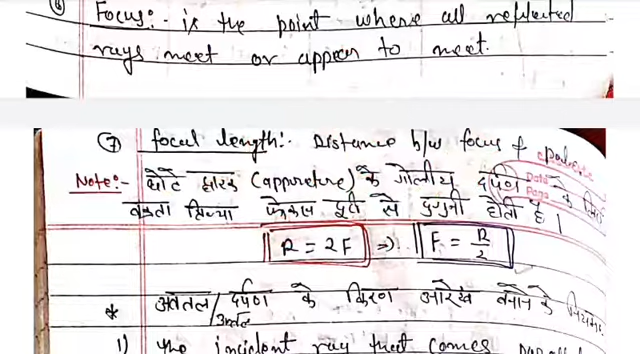 ⑥ Focus:- is the point where all reflected
rays meet or appear to meet.
⑦ focal length:- Distance b/w focus & pole
Note:- छोटे द्वारक (apperture) के गोलीय दर्पण के लिए
वक्रता त्रिज्या फोकस दूरी से दुगुनी होती है।
R = 2F ⇒ F = R/2
* अवतल/उत्तल दर्पण के किरण आरेख बनाने के नियम:
1) the incident ray that comes